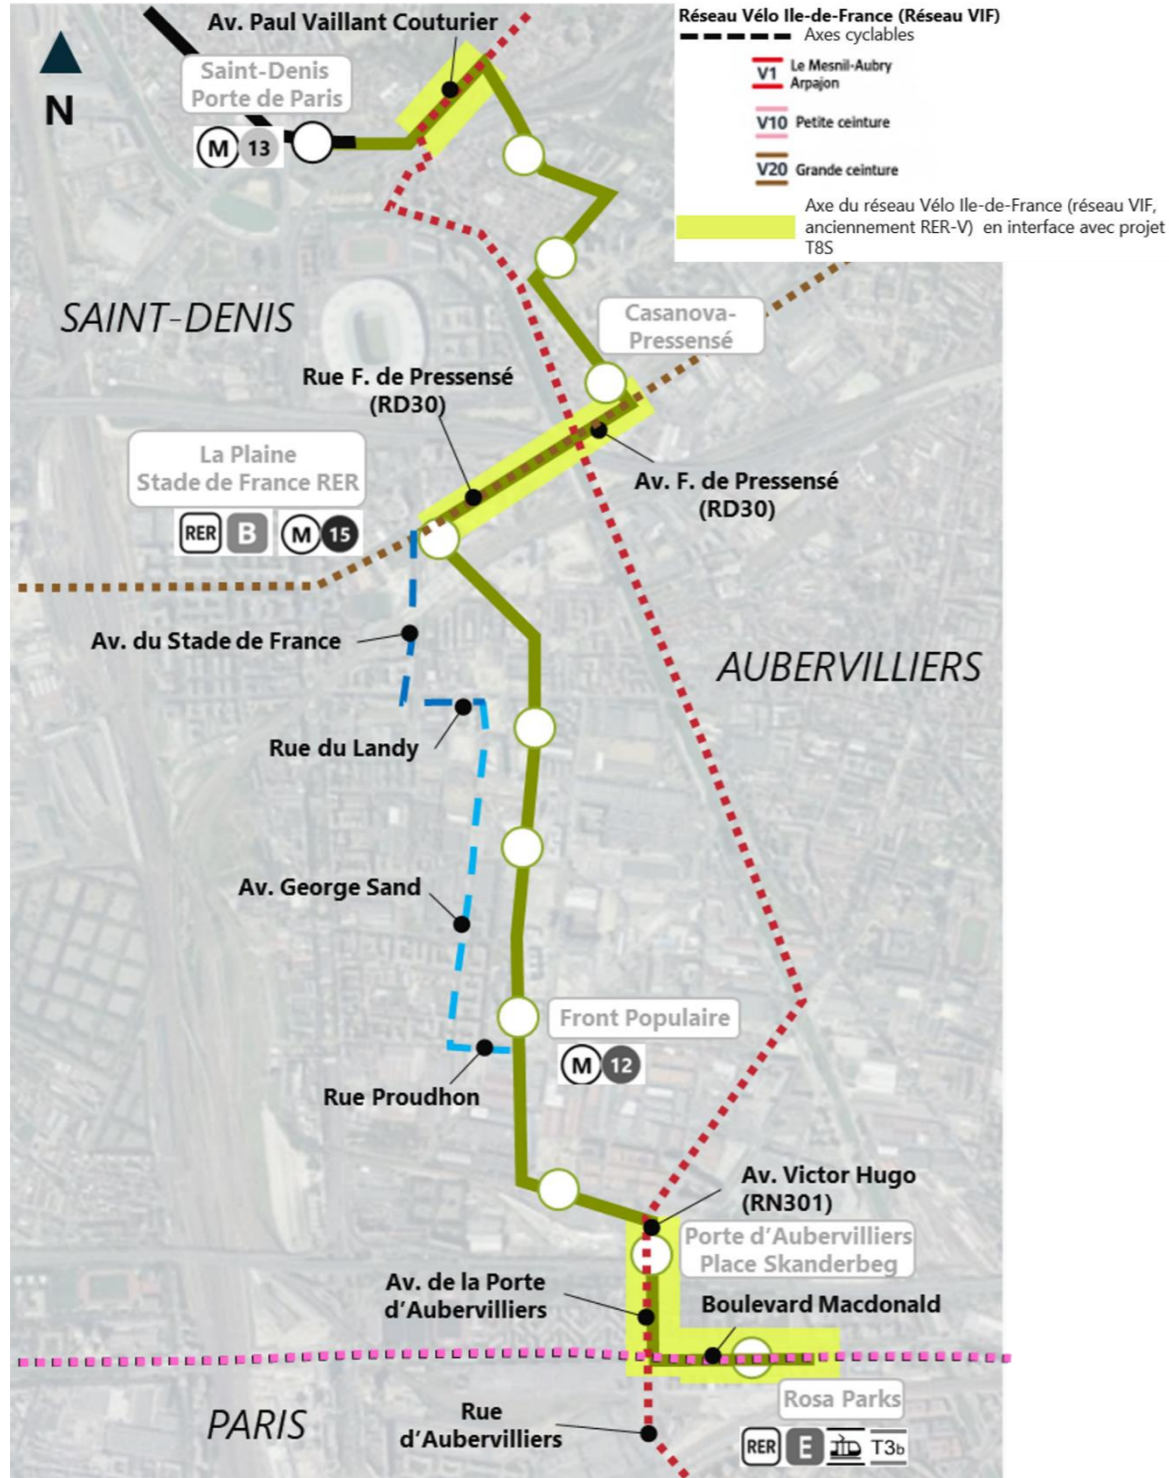 Av. Paul Vaillant Couturier
Réseau Vélo Ile-de-France (Réseau VIF)
Axes cyclables
V1
Le Mesnil-Aubry
Arpajon
V10 Petite ceinture
V20 Grande ceinture
Axe du réseau Vélo Ile-de-France (réseau VIF,
anciennement RER-V) en interface avec projet
T8S
N
Saint-Denis
Porte de Paris
M 13
SAINT-DENIS
Casanova-
Pressensé
Rue F. de Pressensé
(RD30)
La Plaine
Stade de France RER
RER B M 15
Av. F. de Pressensé
(RD30)
Av. du Stade de France
AUBERVILLIERS
Rue du Landy
Av. George Sand
Front Populaire
M 12
Rue Proudhon
Av. Victor Hugo
(RN301)
Porte d'Aubervilliers
Place Skanderbeg
Av. de la Porte
d'Aubervilliers
Boulevard Macdonald
Rosa Parks
RER E T3b
PARIS
Rue
d'Aubervilliers